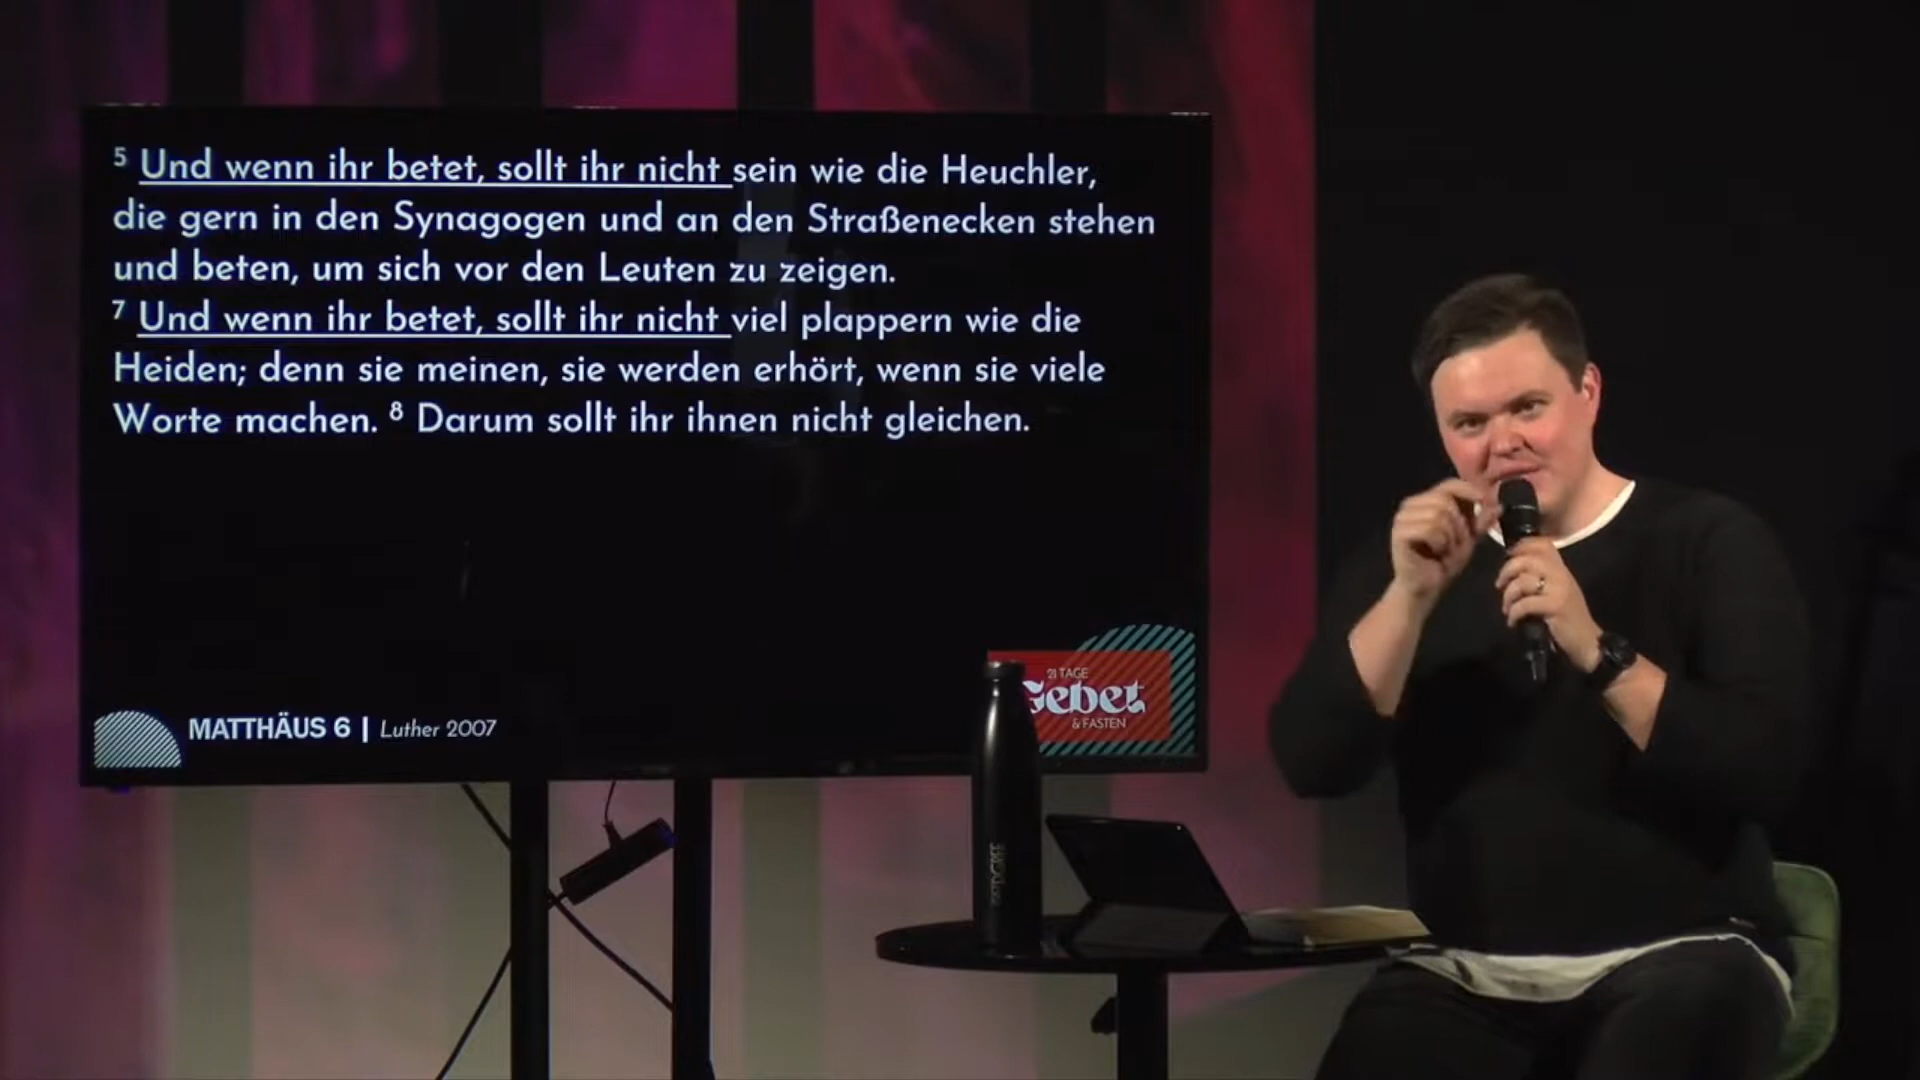 5 Und wenn ihr betet, sollt ihr nicht sein wie die Heuchler,
die gern in den Synagogen und an den Straßenecken stehen
und beten, um sich vor den Leuten zu zeigen.
7 Und wenn ihr betet, sollt ihr nicht viel plappern wie die
Heiden; denn sie meinen, sie werden erhört, wenn sie viele
Worte machen. 8 Darum sollt ihr ihnen nicht gleichen.
21 TAGE
Gebet
& FASTEN
MATTHÄUS 6 | Luther 2007